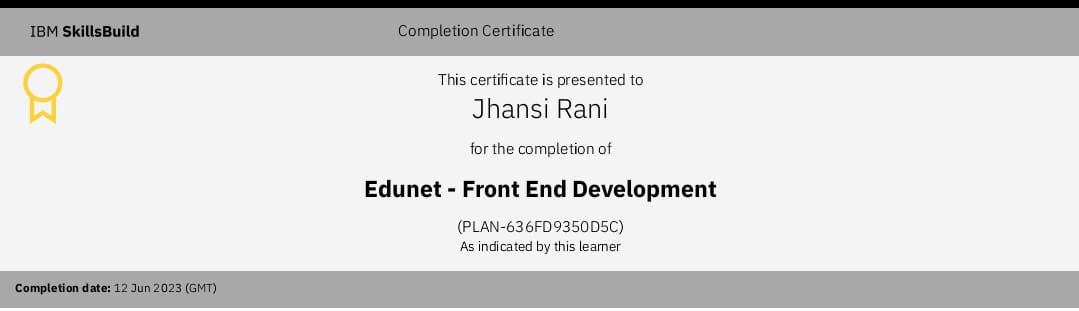 IBM SkillsBuild
Completion Certificate
This certificate is presented to
Jhansi Rani
for the completion of
Edunet - Front End Development
(PLAN-636FD9350D5C)
As indicated by this learner
Completion date: 12 Jun 2023 (GMT)